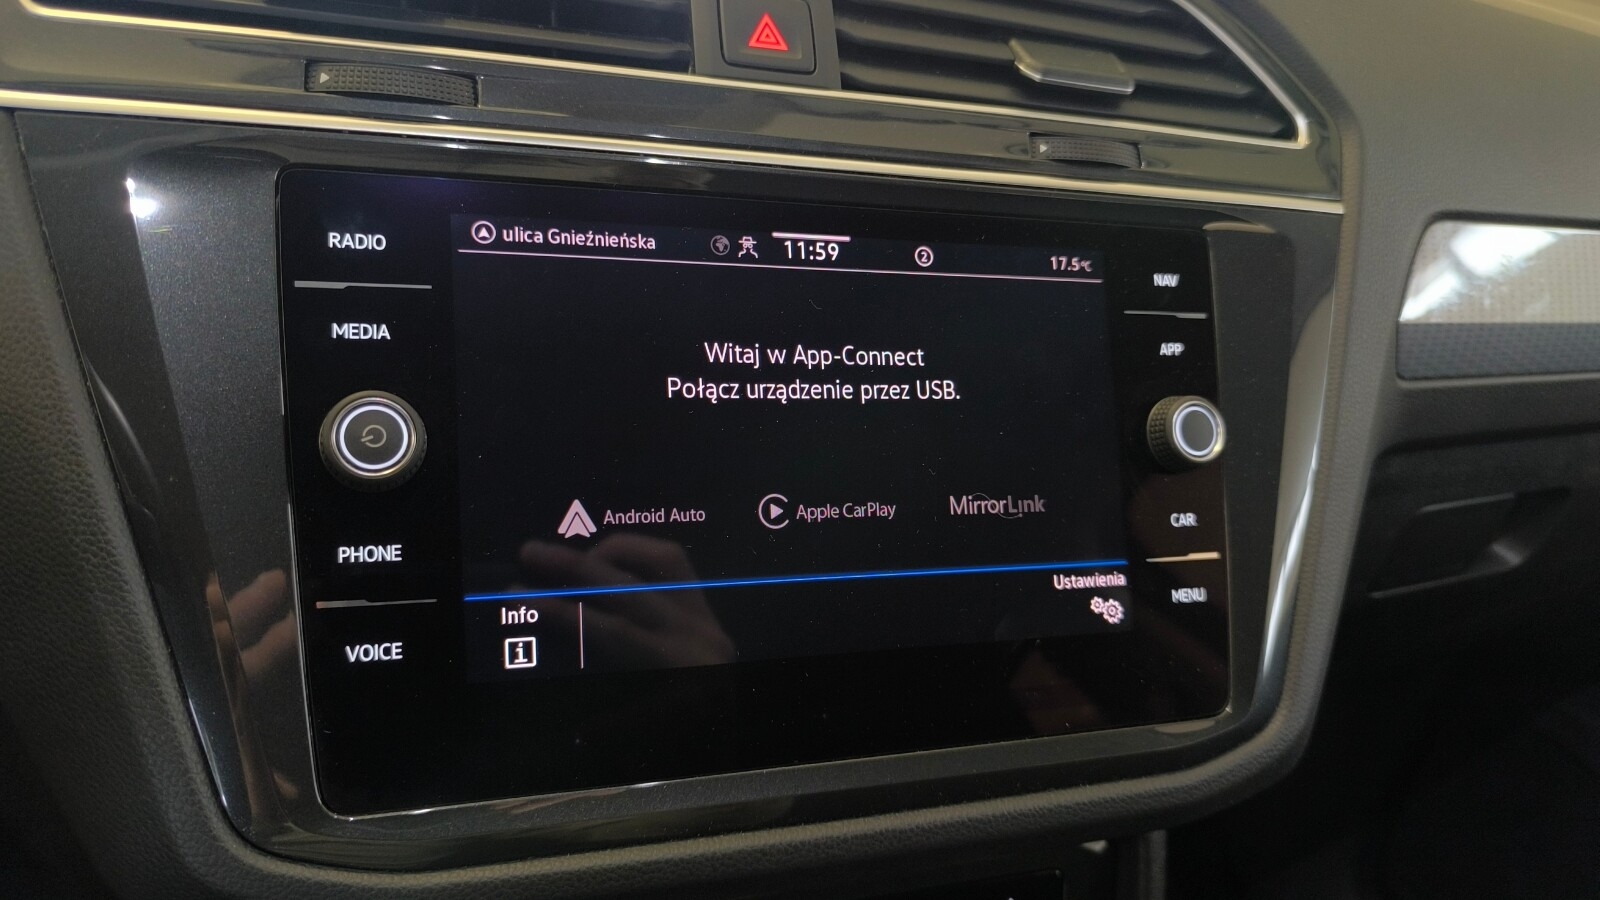 RADIO
MEDIA
PHONE
VOICE
ulica Gnieźnieńska
11:59
2
17.5°C
Witaj w App-Connect
Połącz urządzenie przez USB.
Android Auto
Apple CarPlay
MirrorLink
Ustawienia
Info
i
NAV
APP
CAR
MENU